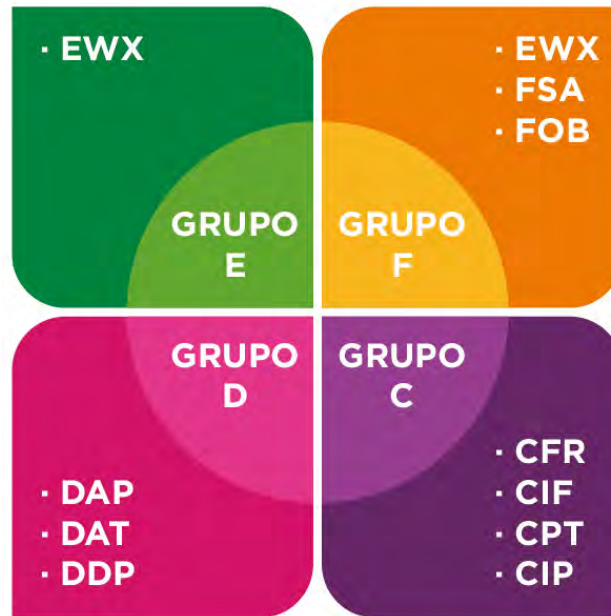 · EWX
GRUPO
E
· EWX
· FSA
· FOB
GRUPO
F
GRUPO
D
· DAP
· DAT
· DDP
GRUPO
C
· CFR
· CIF
· CPT
· CIP